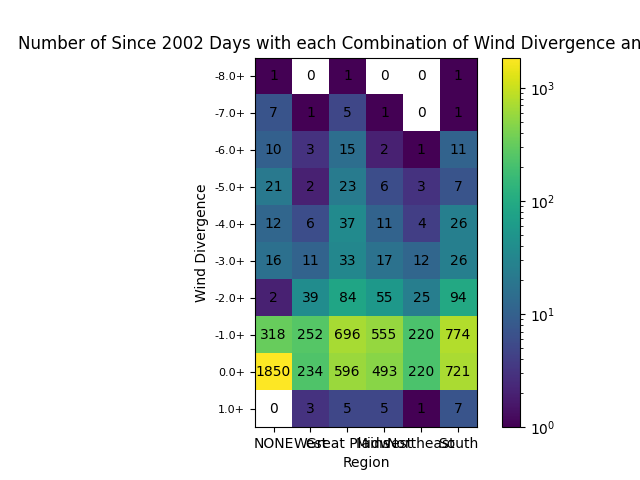 Number of Since 2002 Days with each Combination of Wind Divergence an
-8.0+ 1 0 1 0 0 1
-7.0+ 7 1 5 1 0 1
-6.0+ 10 3 15 2 1 11
-5.0+ 21 2 23 6 3 7
-4.0+ 12 6 37 11 4 26
-3.0+ 16 11 33 17 12 26
-2.0+ 2 39 84 55 25 94
-1.0+ 318 252 696 555 220 774
0.0+ 1850 234 596 493 220 721
1.0+ 0 3 5 5 1 7
NONE West Great Plains Midwest Northeast South
Region
Wind Divergence
10³
10²
10¹
10⁰